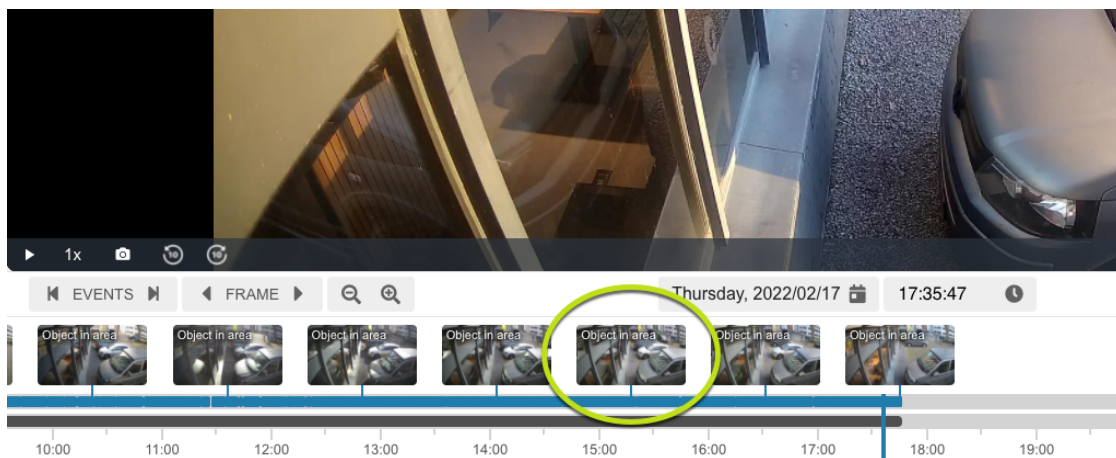 1x
10
10
EVENTS
FRAME
Thursday, 2022/02/17
17:35:47
Object in area
Object in area
Object in area
Object in area
Object in area
Object in area
Object in area
10:00
11:00
12:00
13:00
14:00
15:00
16:00
17:00
18:00
19:00